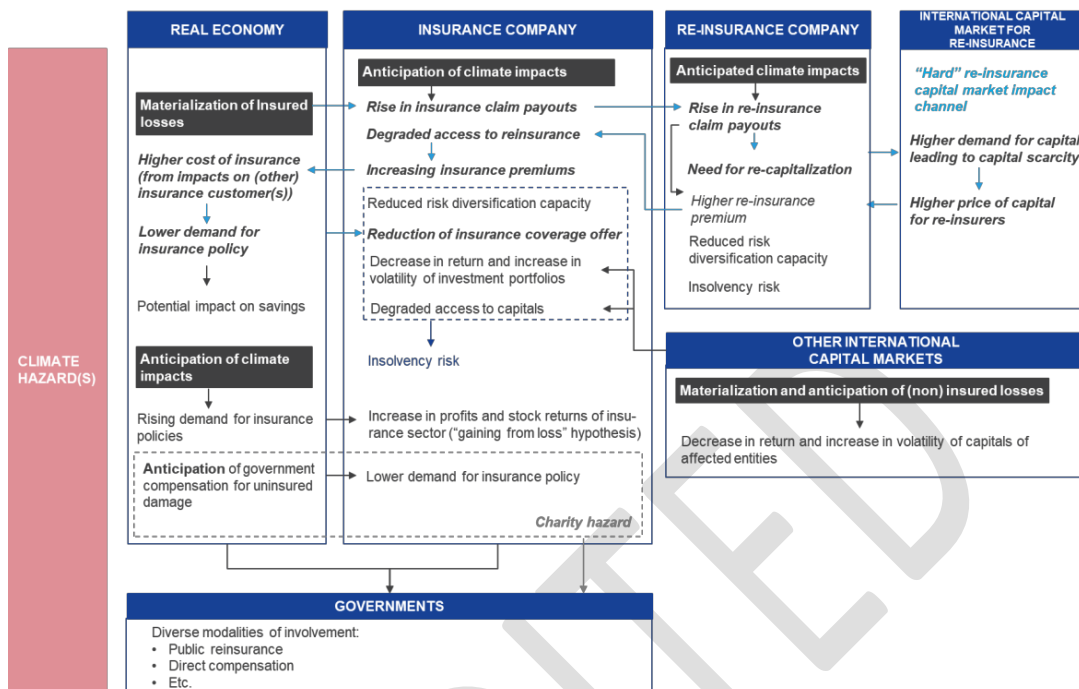 CLIMATE
HAZARD(S)
REAL ECONOMY
Materialization of Insured
losses
Higher cost of insurance
(from impacts on (other)
insurance customer(s))
Lower demand for
insurance policy
Potential impact on savings
Anticipation of climate
impacts
Rising demand for insurance
policies
Anticipation of government
compensation for uninsured
damage
INSURANCE COMPANY
Anticipation of climate impacts
Rise in insurance claim payouts
Degraded access to reinsurance
Increasing insurance premiums
Reduced risk diversification capacity
Reduction of insurance coverage offer
Decrease in return and increase in
volatility of investment portfolios
Degraded access to capitals
Insolvency risk
Increase in profits and stock returns of insu-
rance sector (“gaining from loss” hypothesis)
Lower demand for insurance policy
Charity hazard
RE-INSURANCE COMPANY
Anticipated climate impacts
Rise in re-insurance
claim payouts
Need for re-capitalization
Higher re-insurance
premium
Reduced risk
diversification capacity
Insolvency risk
INTERNATIONAL CAPITAL
MARKET FOR
RE-INSURANCE
“Hard” re-insurance
capital market impact
channel
Higher demand for capital
leading to capital scarcity
Higher price of capital
for re-insurers
OTHER INTERNATIONAL
CAPITAL MARKETS
Materialization and anticipation of (non) insured losses
Decrease in return and increase in volatility of capitals of
affected entities
GOVERNMENTS
Diverse modalities of involvement:
• Public reinsurance
• Direct compensation
• Etc.